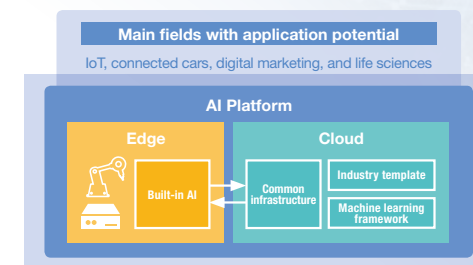 Main fields with application potential
IoT, connected cars, digital marketing, and life sciences
AI Platform
Edge
Built-in AI
Cloud
Common
infrastructure
Industry template
Machine learning
framework